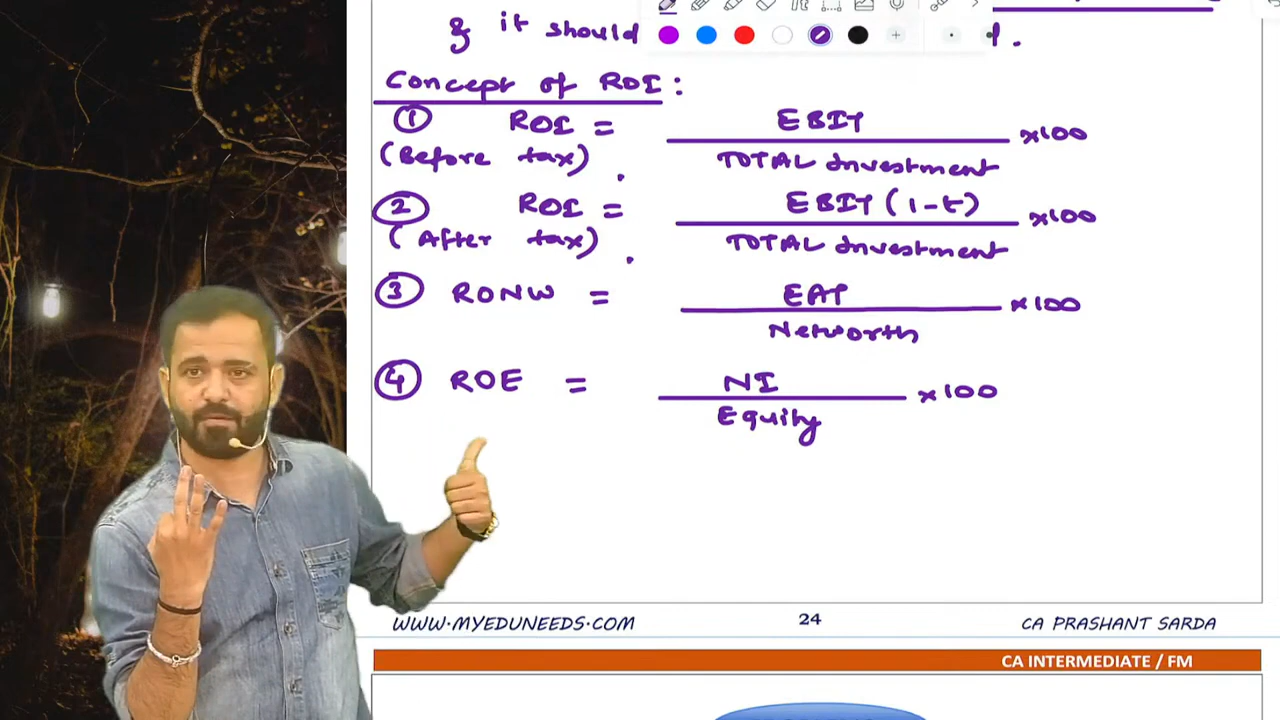 & it should
Concept of ROI :
① ROI = EBIT ×100
(Before tax). TOTAL Investment
② ROI = EBIT (1-t) ×100
(After tax). TOTAL Investment
③ RONW = EAT ×100
Networth
④ ROE = NI ×100
Equity
WWW.MYEDUNEEDS.COM 24 CA PRASHANT SARDA
CA INTERMEDIATE / FM